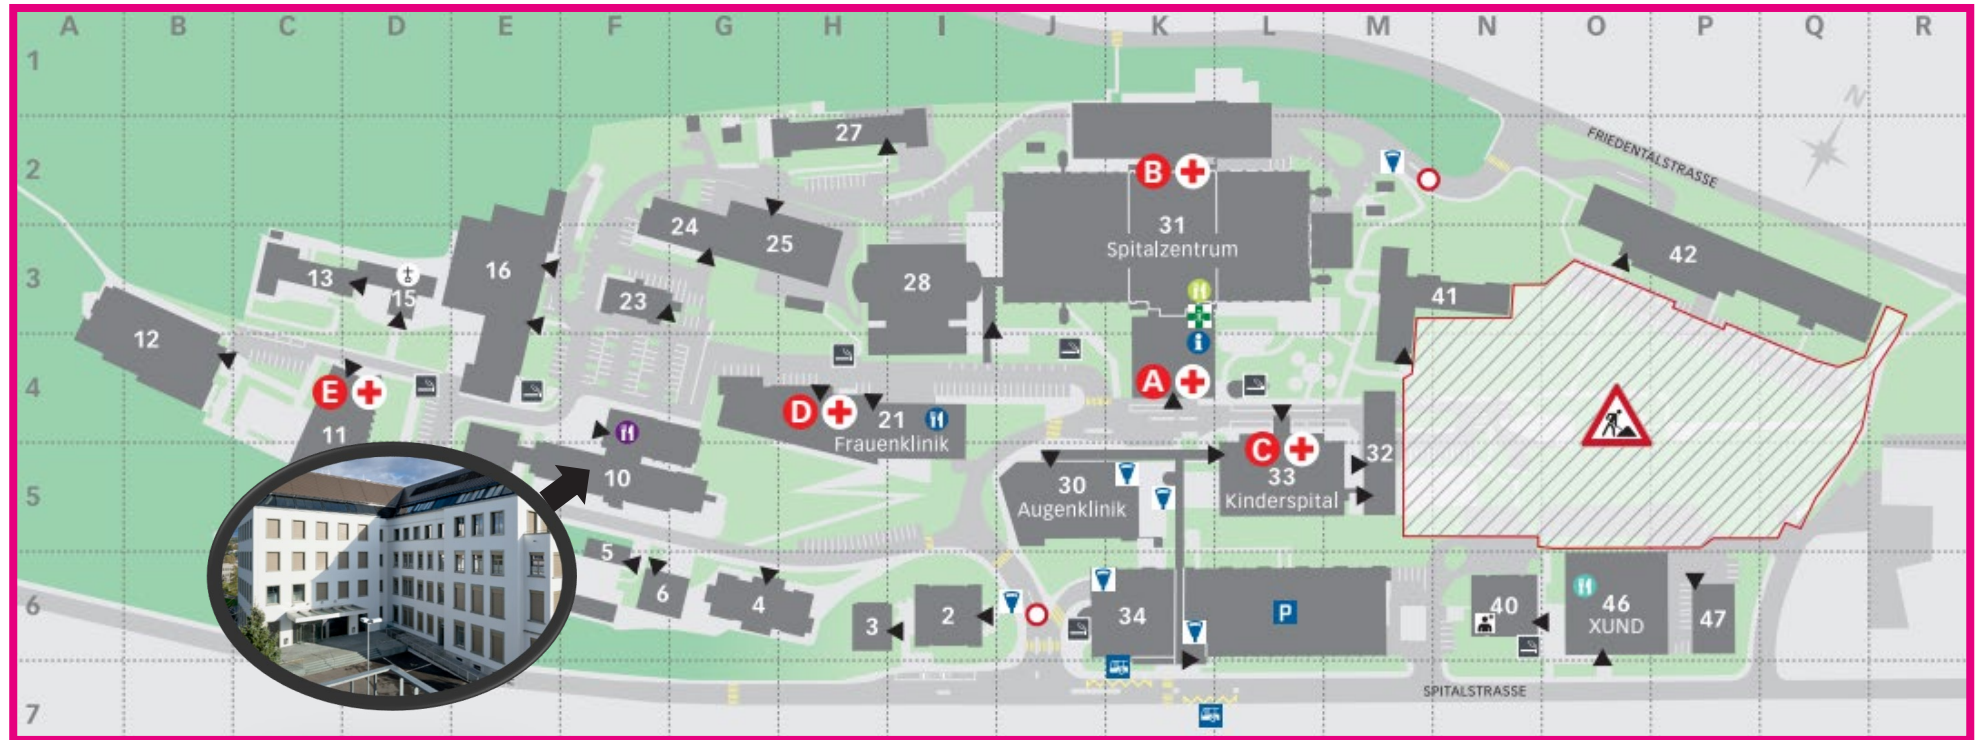 A B C D E F G H I J K L M N O P Q R
1
N
27
FRIEDENTALSTRASSE
2
B
24
31
25
Spitalzentrum
42
13
16
3
28
15
23
41
i
12
A
E
4
D
21
Frauenklinik
11
C
32
33
10
30
5
Augenklinik
Kinderspital
5
6
4
6
3
2
34
P
40
46
XUND
47
SPITALSTRASSE
7